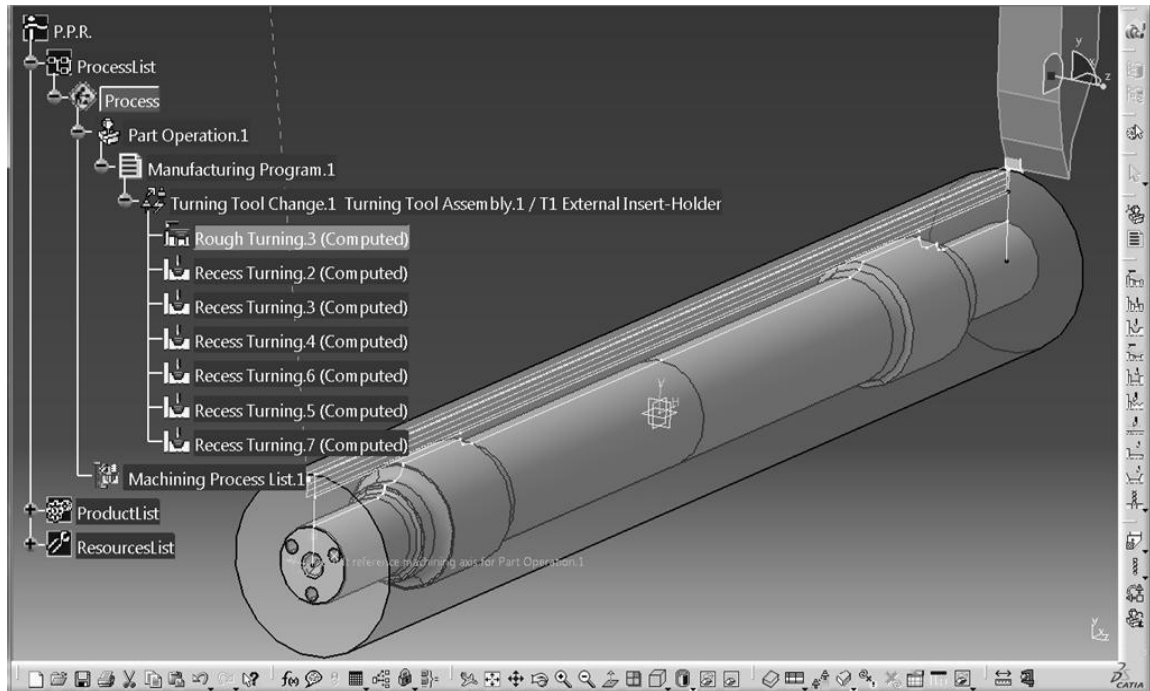 P.P.R.
ProcessList
Process
Part Operation.1
Manufacturing Program.1
Turning Tool Change.1 Turning Tool Assembly.1 / T1 External Insert-Holder
Rough Turning.3 (Computed)
Recess Turning.2 (Computed)
Recess Turning.3 (Computed)
Recess Turning.4 (Computed)
Recess Turning.6 (Computed)
Recess Turning.5 (Computed)
Recess Turning.7 (Computed)
Machining Process List.1
ProductList
ResourcesList
reference machining axis for Part Operation.1
y
x
z
y
y
x
z
f(x)
CATIA